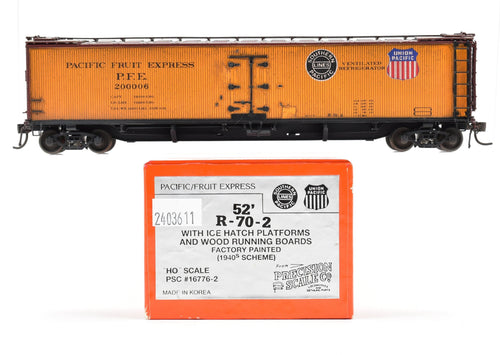 PACIFIC FRUIT EXPRESS
P.F.E.
200006
SOUTHERN
LINES
PACIFIC
VENTILATED
REFRIGERATOR
UNION
PACIFIC
PACIFIC/FRUIT EXPRESS
SOUTHERN
LINES
PACIFIC
UNION
PACIFIC
2403611
52'
R-70-2
WITH ICE HATCH PLATFORMS
AND WOOD RUNNING BOARDS
FACTORY PAINTED
(1940S SCHEME)
HO SCALE
PSC #16776-2
MADE IN KOREA
FROM
PRECISION
SCALE CO.